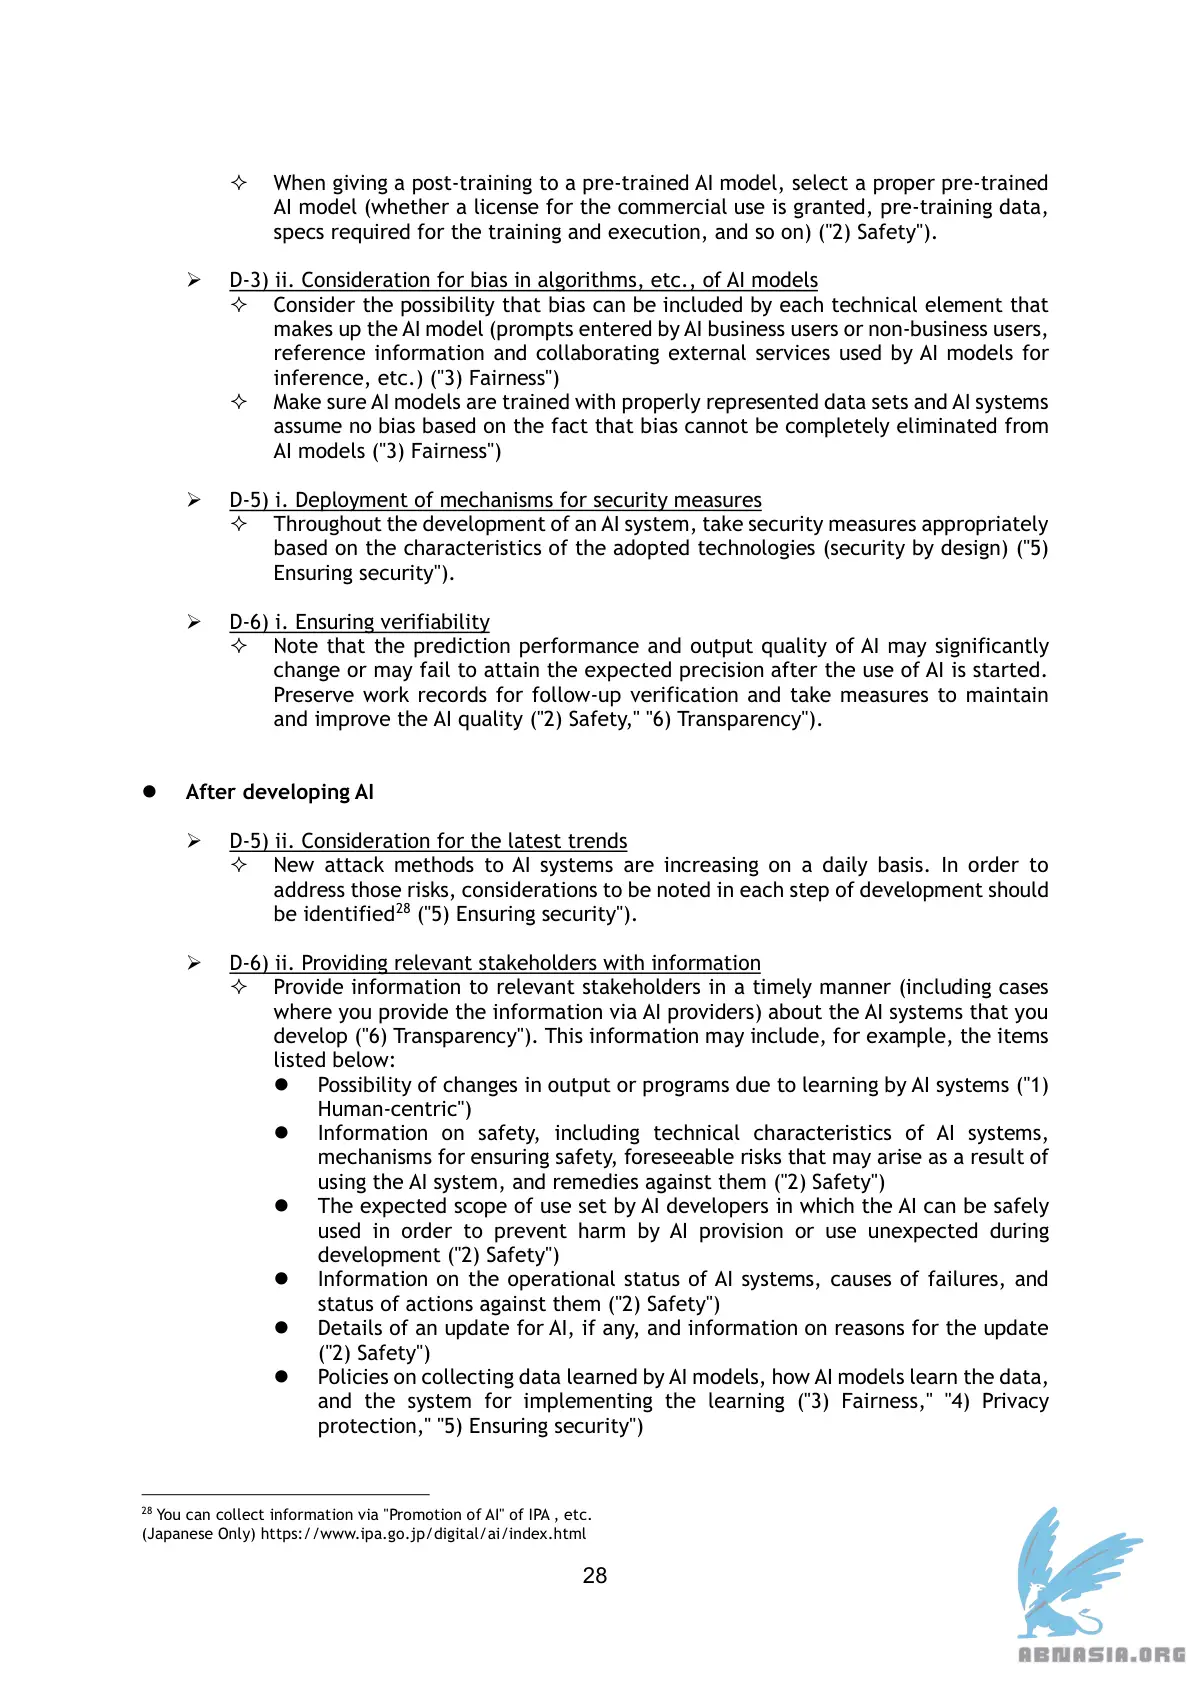 ✧ When giving a post-training to a pre-trained AI model, select a proper pre-trained
AI model (whether a license for the commercial use is granted, pre-training data,
specs required for the training and execution, and so on) ("2) Safety").
➢ D-3) ii. Consideration for bias in algorithms, etc., of AI models
✧ Consider the possibility that bias can be included by each technical element that
makes up the AI model (prompts entered by AI business users or non-business users,
reference information and collaborating external services used by AI models for
inference, etc.) ("3) Fairness")
✧ Make sure AI models are trained with properly represented data sets and AI systems
assume no bias based on the fact that bias cannot be completely eliminated from
AI models ("3) Fairness")
➢ D-5) i. Deployment of mechanisms for security measures
✧ Throughout the development of an AI system, take security measures appropriately
based on the characteristics of the adopted technologies (security by design) ("5)
Ensuring security").
➢ D-6) i. Ensuring verifiability
✧ Note that the prediction performance and output quality of AI may significantly
change or may fail to attain the expected precision after the use of AI is started.
Preserve work records for follow-up verification and take measures to maintain
and improve the AI quality ("2) Safety," "6) Transparency").
● After developing AI
➢ D-5) ii. Consideration for the latest trends
✧ New attack methods to AI systems are increasing on a daily basis. In order to
address those risks, considerations to be noted in each step of development should
be identified28 ("5) Ensuring security").
➢ D-6) ii. Providing relevant stakeholders with information
✧ Provide information to relevant stakeholders in a timely manner (including cases
where you provide the information via AI providers) about the AI systems that you
develop ("6) Transparency"). This information may include, for example, the items
listed below:
● Possibility of changes in output or programs due to learning by AI systems ("1)
Human-centric")
● Information on safety, including technical characteristics of AI systems,
mechanisms for ensuring safety, foreseeable risks that may arise as a result of
using the AI system, and remedies against them ("2) Safety")
● The expected scope of use set by AI developers in which the AI can be safely
used in order to prevent harm by AI provision or use unexpected during
development ("2) Safety")
● Information on the operational status of AI systems, causes of failures, and
status of actions against them ("2) Safety")
● Details of an update for AI, if any, and information on reasons for the update
("2) Safety")
● Policies on collecting data learned by AI models, how AI models learn the data,
and the system for implementing the learning ("3) Fairness," "4) Privacy
protection," "5) Ensuring security")
28 You can collect information via "Promotion of AI" of IPA , etc.
(Japanese Only) https://www.ipa.go.jp/digital/ai/index.html
28
ABNASIA.ORG